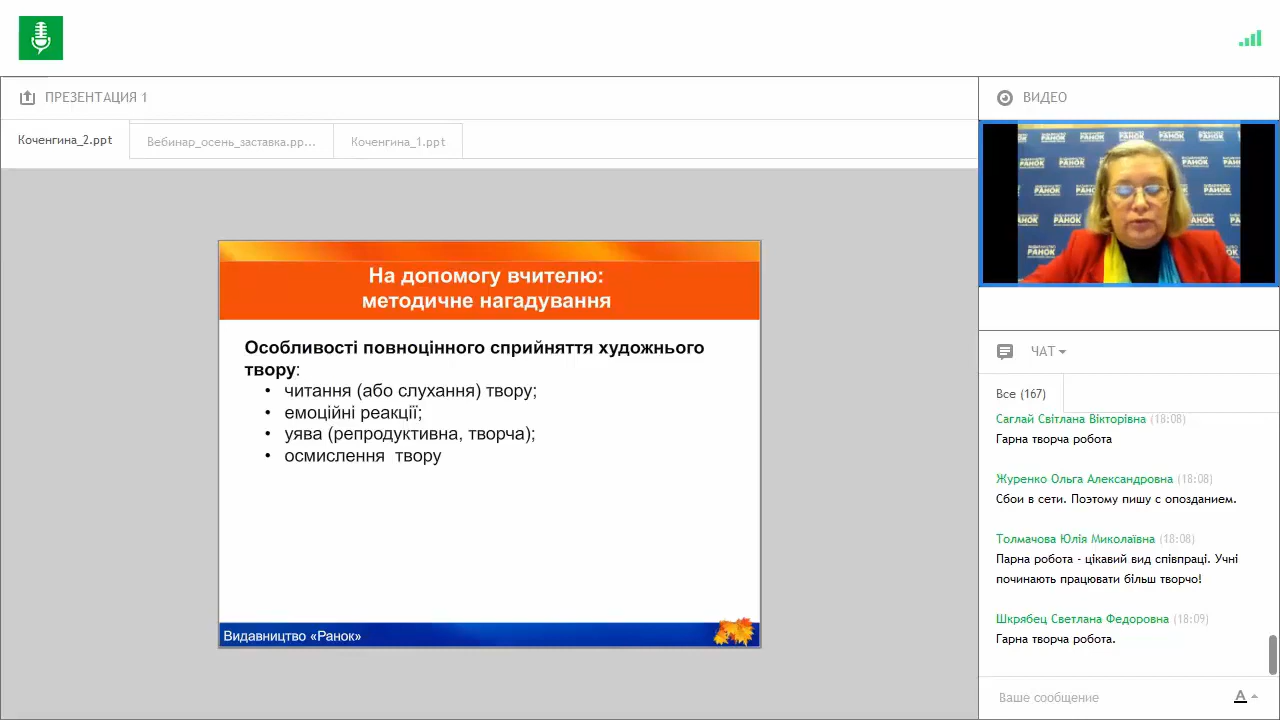 ПРЕЗЕНТАЦИЯ 1
Коченгина_2.ppt
Вебинар_осень_заставка.pp...
Коченгина_1.ppt
На допомогу вчителю:
методичне нагадування
Особливості повноцінного сприйняття художнього
твору:
• читання (або слухання) твору;
• емоційні реакції;
• уява (репродуктивна, творча);
• осмислення твору
Видавництво «Ранок»
ВИДЕО
РАНОК
ЧАТ
Все (167)
Саглай Світлана Вікторівна (18:08)
Гарна творча робота
Журенко Ольга Александровна (18:08)
Сбои в сети. Поэтому пишу с опозданием.
Толмачова Юлія Миколаївна (18:08)
Парна робота - цікавий вид співпраці. Учні
починають працювати більш творчо!
Шкрябец Светлана Федоровна (18:09)
Гарна творча робота.
Ваше сообщение
A